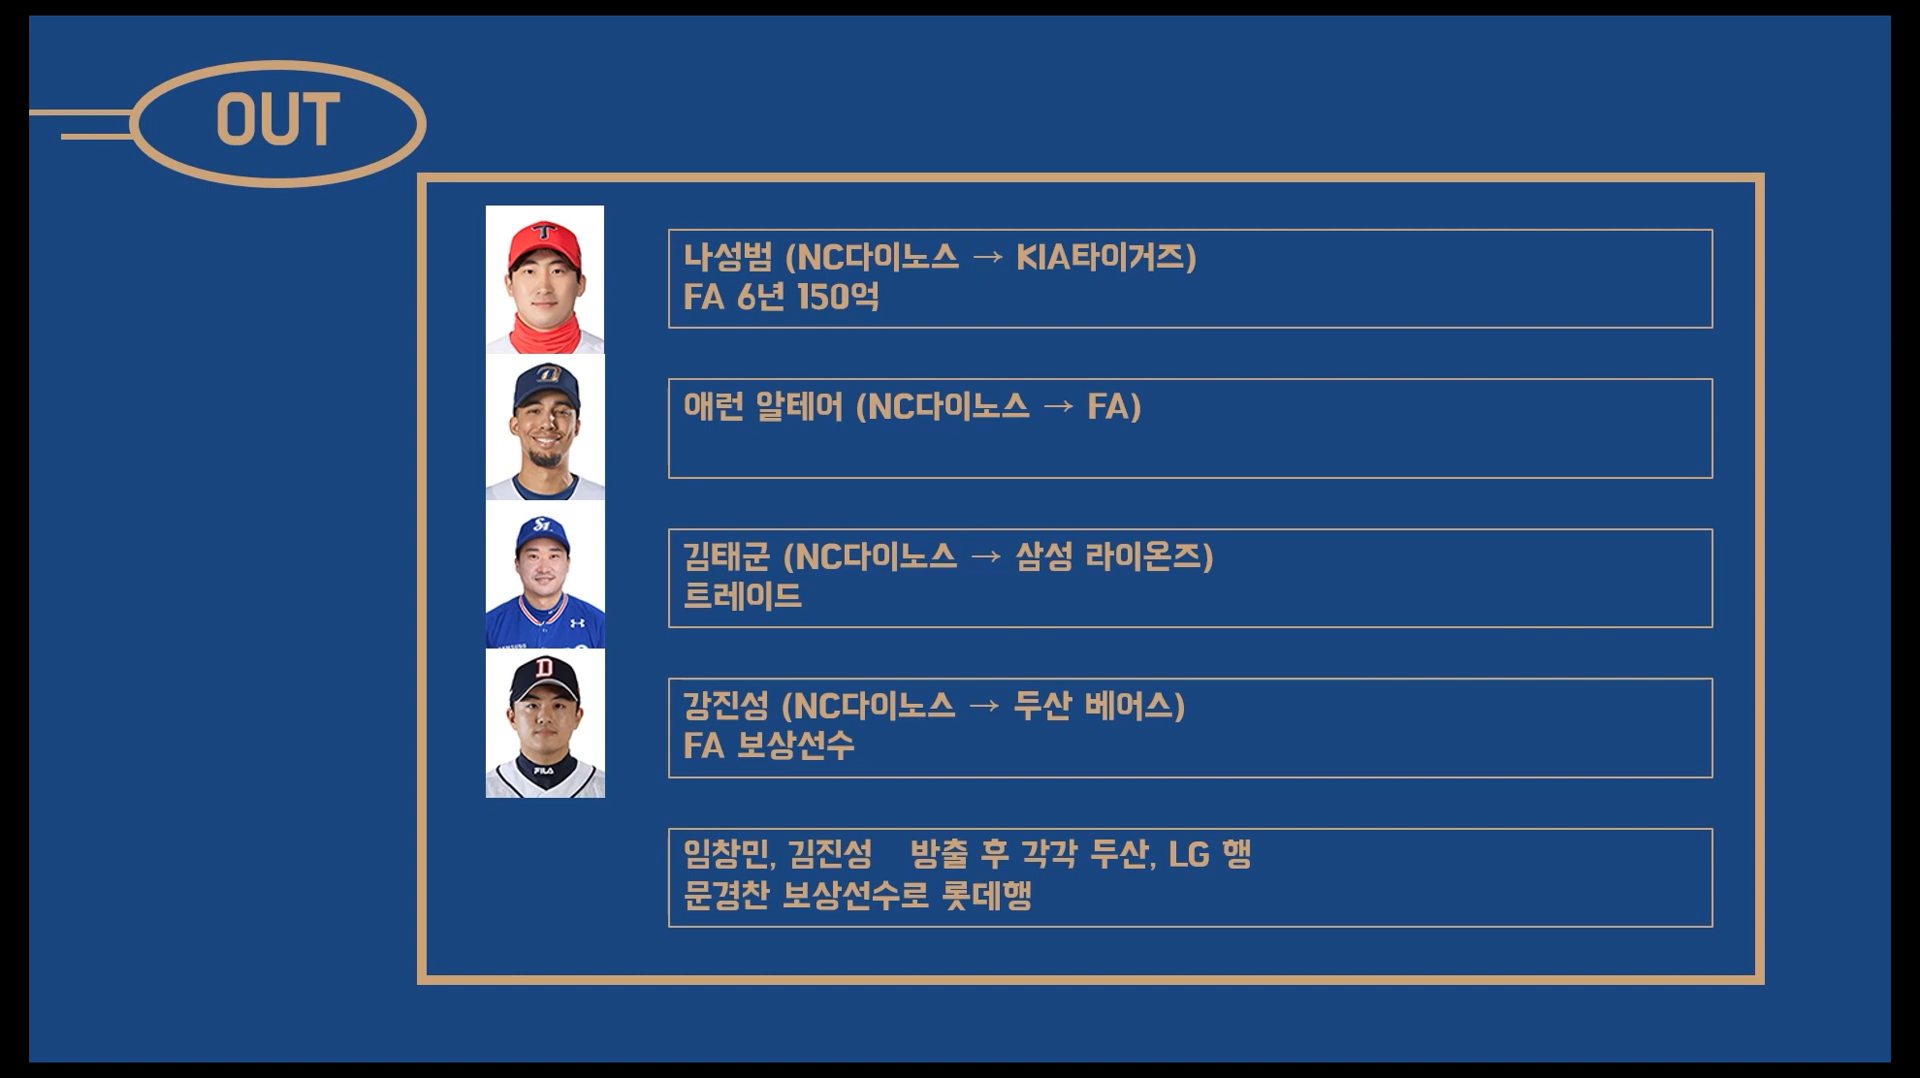 OUT
나성범 (NC다이노스 → KIA타이거즈)
FA 6년 150억
애런 알테어 (NC다이노스 → FA)
김태군 (NC다이노스 → 삼성 라이온즈)
트레이드
강진성 (NC다이노스 → 두산 베어스)
FA 보상선수
FILA
임창민, 김진성 방출 후 각각 두산, LG 행
문경찬 보상선수로 롯데행